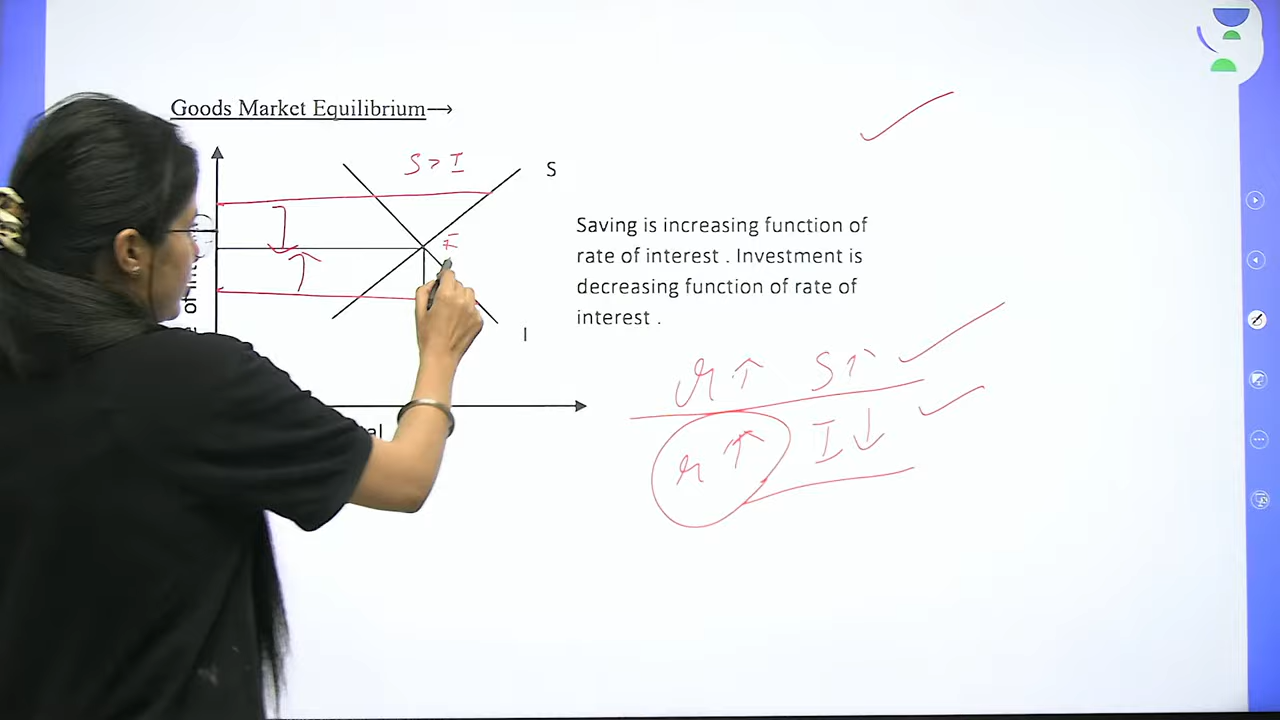 Goods Market Equilibrium→
S > I
S
E
I
Saving is increasing function of
rate of interest . Investment is
decreasing function of rate of
interest .
r↑ S↑
r↑ I↓